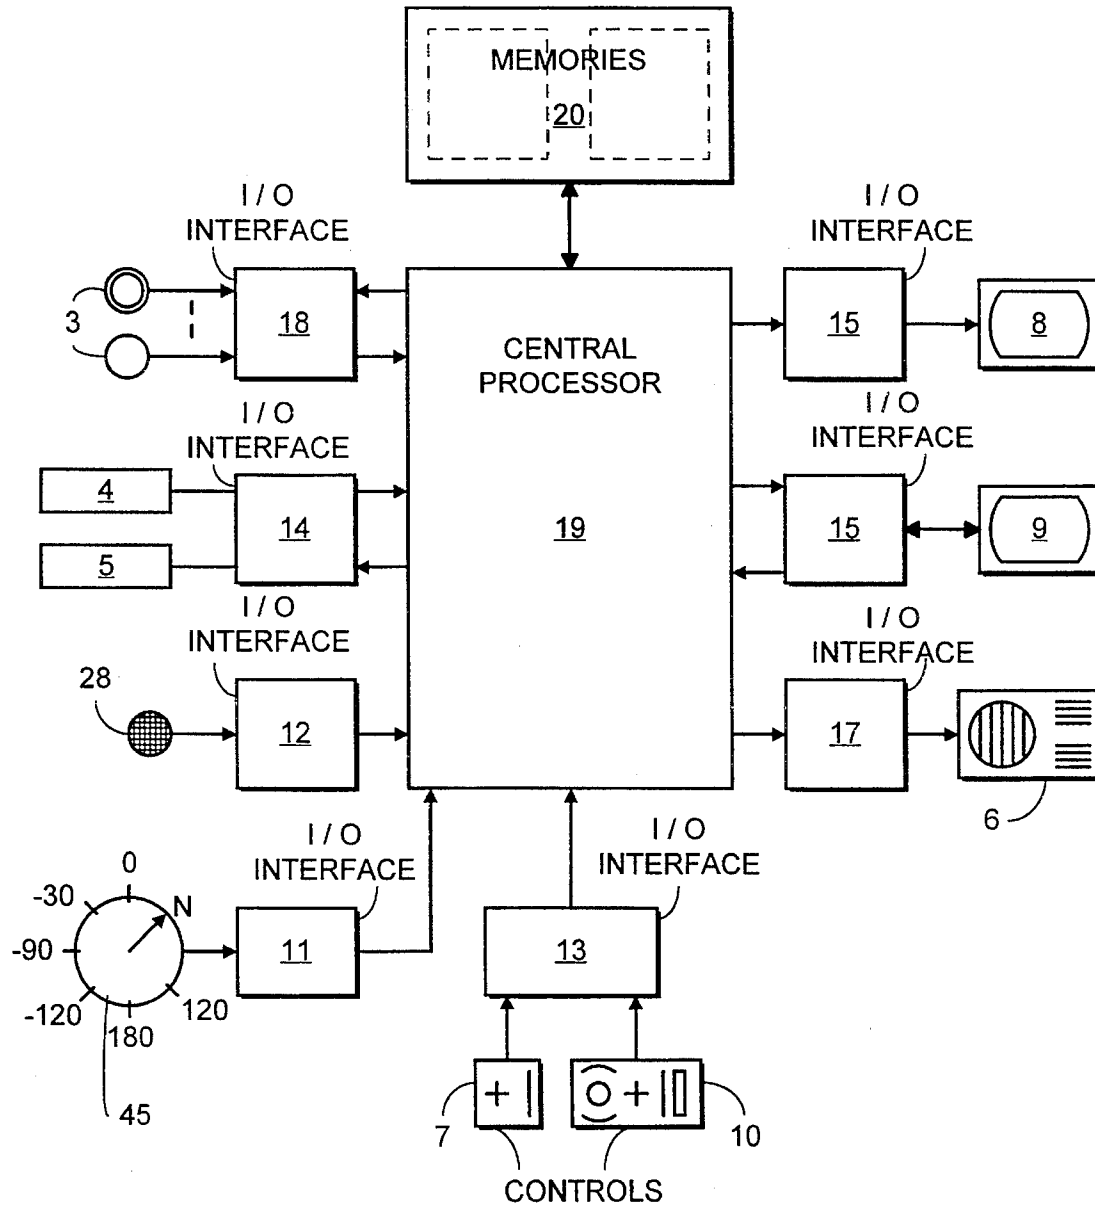 MEMORIES
20
I / O
INTERFACE
I / O
INTERFACE
3
18
15
8
CENTRAL
PROCESSOR
I / O
INTERFACE
I / O
INTERFACE
4
14
19
15
9
5
I / O
INTERFACE
I / O
INTERFACE
28
12
17
6
I / O
INTERFACE
I / O
INTERFACE
0
-30
N
-90
11
13
-120
120
180
45
7
10
CONTROLS